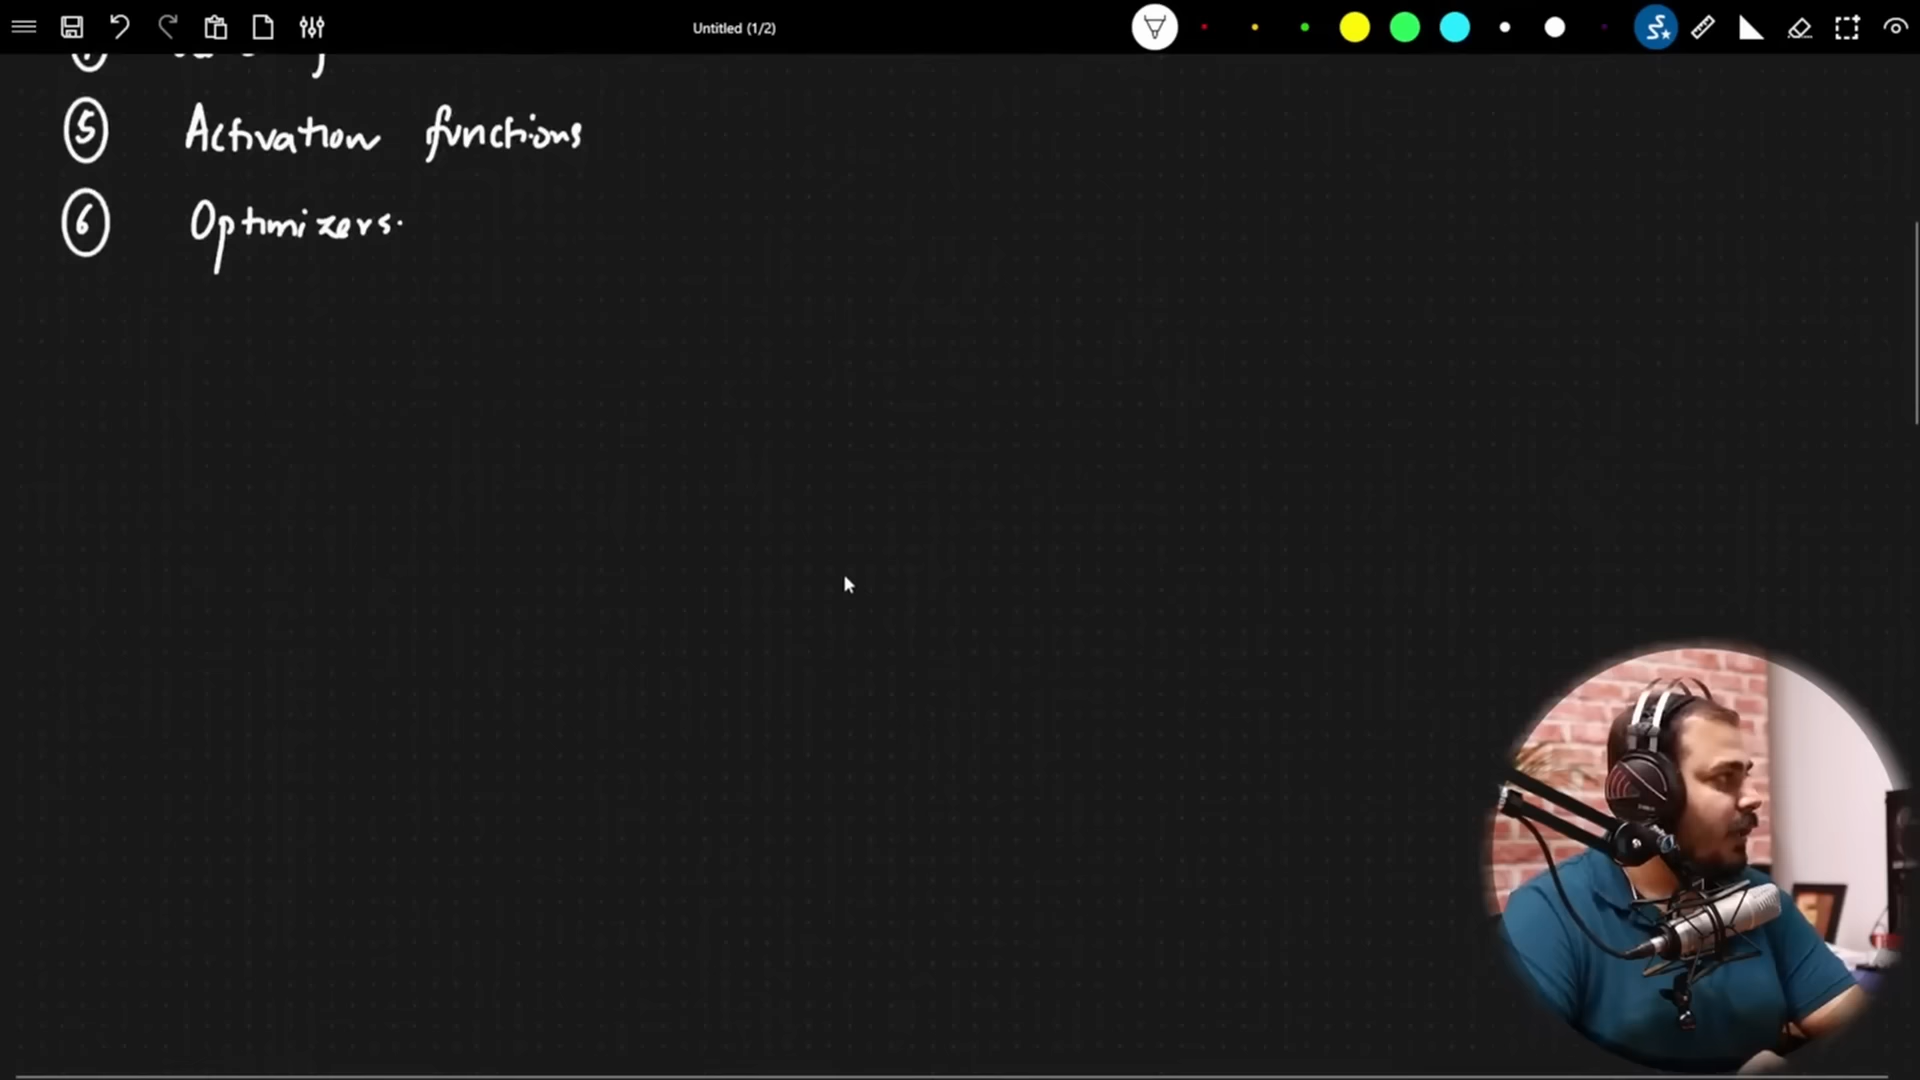 Untitled (1/2)
5 Activation functions
6 Optimizers.